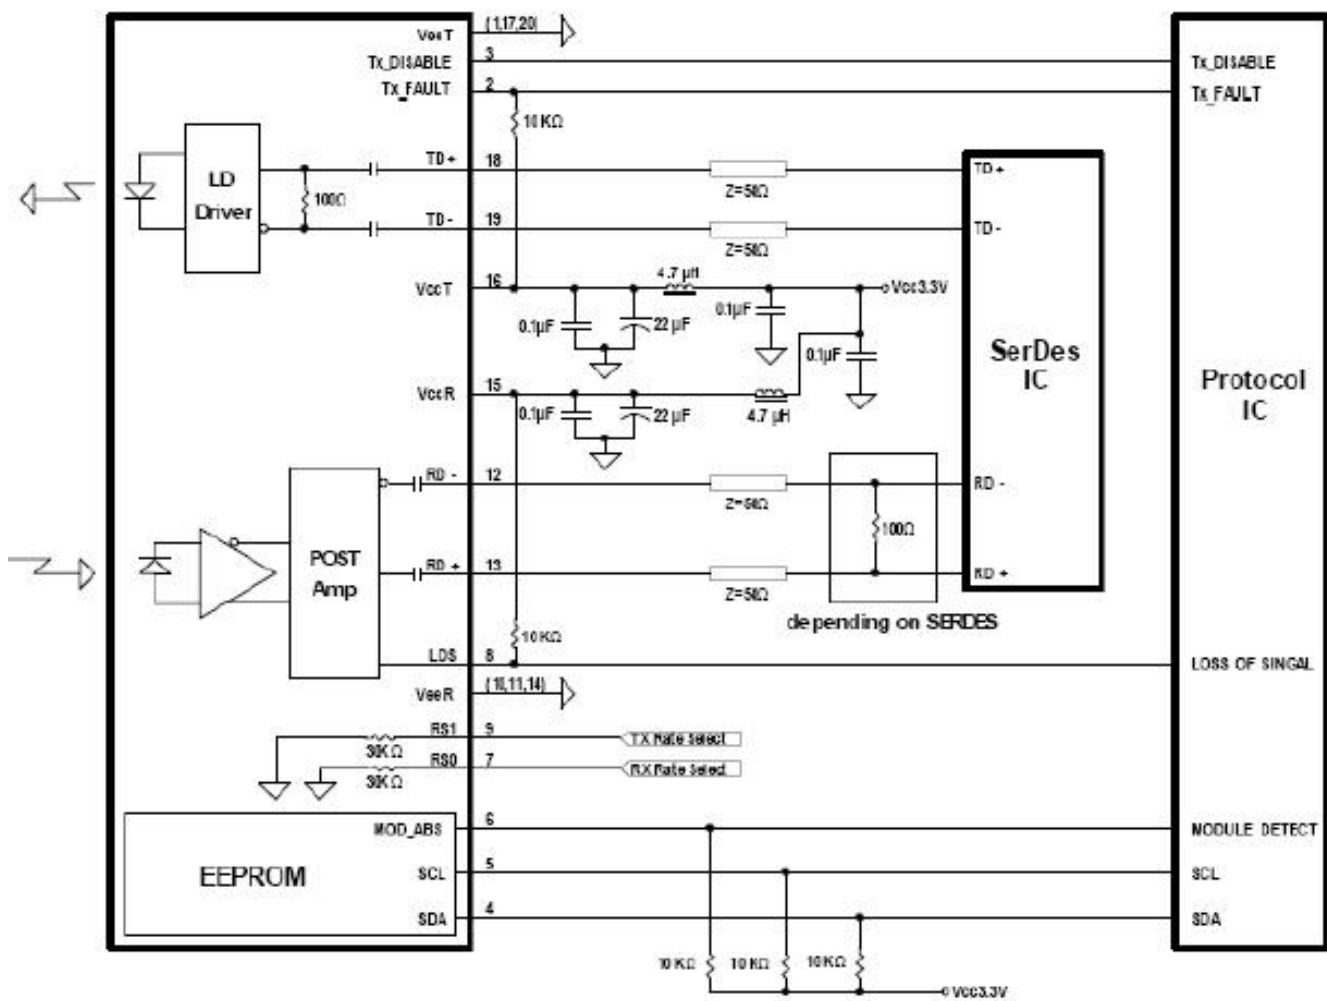 VeeT
(1,17,20)
Tx_DISABLE
3
Tx_DISABLE
Tx_FAULT
2
Tx_FAULT
10 KΩ
LD
Driver
100Ω
TD+
18
Z=50Ω
TD+
TD-
19
Z=50Ω
TD-
VccT
16
4.7 µH
Vcc3.3V
0.1µF
22 µF
0.1µF
0.1µF
SerDes
IC
Protocol
IC
VccR
15
0.1µF
22 µF
4.7 µH
RD -
12
Z=50Ω
RD -
POST
Amp
100Ω
RD +
13
Z=50Ω
RD +
depending on SERDES
10 KΩ
LOS
8
LOSS OF SINGAL
VeeR
(10,11,14)
RS1
9
TX Rate Select
30KΩ
RS0
7
RX Rate Select
30KΩ
EEPROM
MOD_ABS
6
MODULE DETECT
SCL
5
SCL
SDA
4
SDA
10 KΩ
10 KΩ
10 KΩ
Vcc3.3V